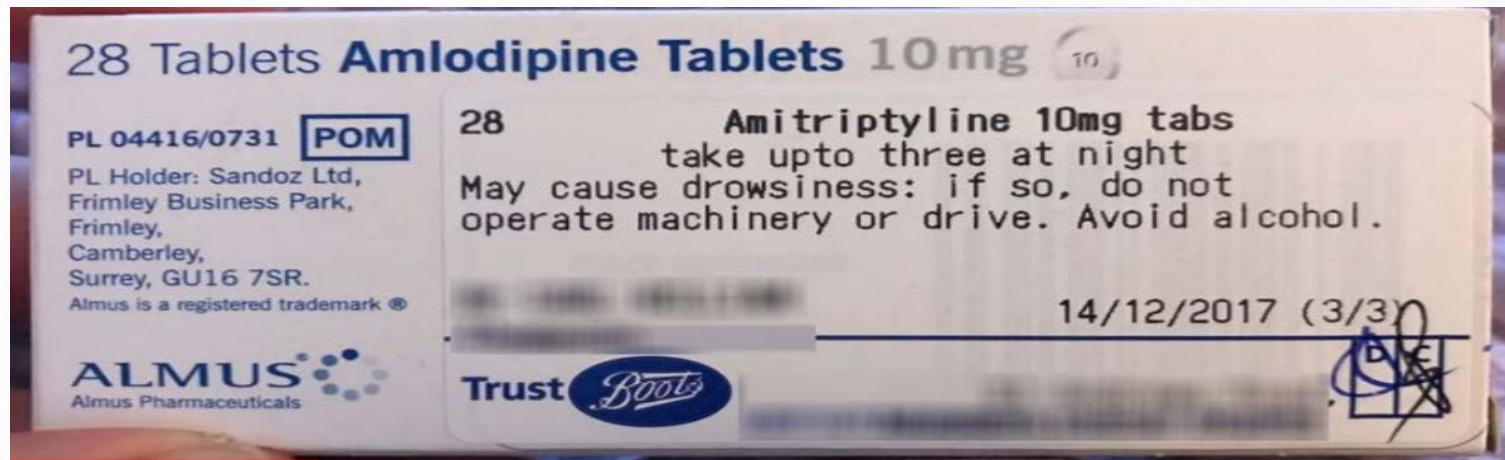 28 Tablets Amlodipine Tablets 10mg 10
PL 04416/0731 POM
PL Holder: Sandoz Ltd,
Frimley Business Park,
Frimley,
Camberley,
Surrey, GU16 7SR.
Almus is a registered trademark ®
ALMUS
Almus Pharmaceuticals
28 Amitriptyline 10mg tabs
take upto three at night
May cause drowsiness: if so, do not
operate machinery or drive. Avoid alcohol.
14/12/2017 (3/3)
Trust Boots
D C